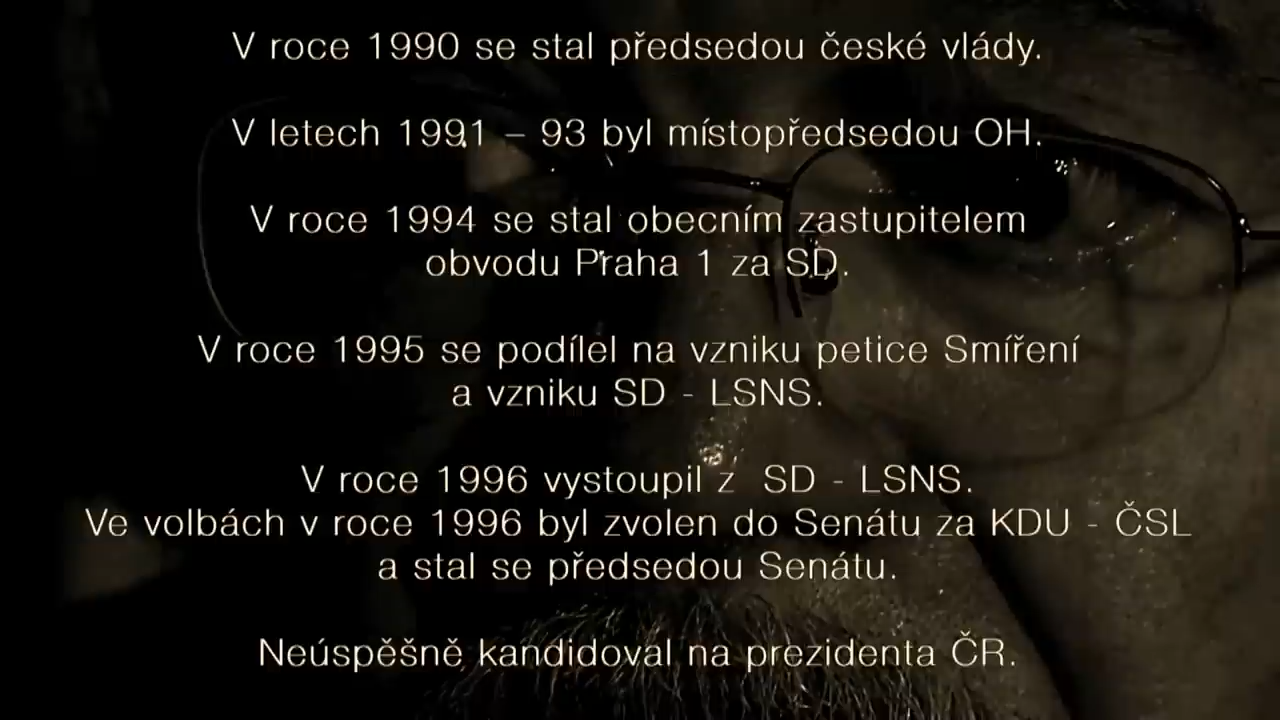 V roce 1990 se stal předsedou české vlády.
V letech 1991 – 93 byl místopředsedou OH.
V roce 1994 se stal obecním zastupitelem
obvodu Praha 1 za SD.
V roce 1995 se podílel na vzniku petice Smíření
a vzniku SD - LSNS.
V roce 1996 vystoupil z  SD - LSNS.
Ve volbách v roce 1996 byl zvolen do Senátu za KDU - ČSL
a stal se předsedou Senátu.
Neúspěšně kandidoval na prezidenta ČR.